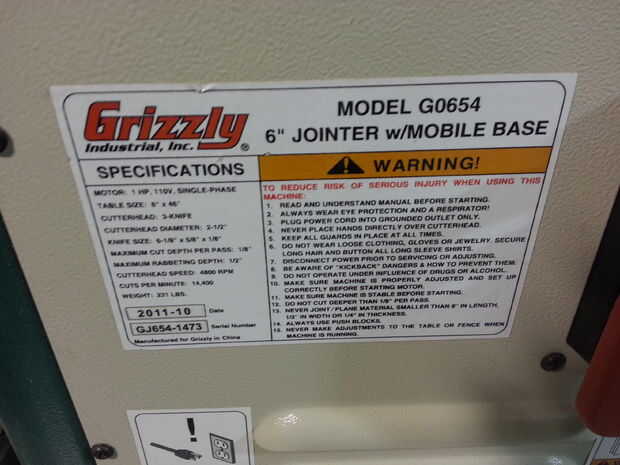 Grizzly ®
Industrial, Inc.
MODEL G0654
6" JOINTER w/MOBILE BASE
SPECIFICATIONS
MOTOR: 1 HP, 110V, SINGLE-PHASE
TABLE SIZE: 6" x 46"
CUTTERHEAD: 3-KNIFE
CUTTERHEAD DIAMETER: 2-1/2"
KNIFE SIZE: 6-1/8" x 5/8" x 1/8"
MAXIMUM CUT DEPTH PER PASS: 1/8"
MAXIMUM RABBETING DEPTH: 1/2"
CUTTERHEAD SPEED: 4800 RPM
CUTS PER MINUTE: 14,400
WEIGHT: 231 LBS.
2011-10 Date
GJ654-1473 Serial Number
Manufactured for Grizzly in China
WARNING!
TO REDUCE RISK OF SERIOUS INJURY WHEN USING THIS
MACHINE:
1. READ AND UNDERSTAND MANUAL BEFORE STARTING.
2. ALWAYS WEAR EYE PROTECTION AND A RESPIRATOR!
3. PLUG POWER CORD INTO GROUNDED OUTLET ONLY.
4. NEVER PLACE HANDS DIRECTLY OVER CUTTERHEAD.
5. KEEP ALL GUARDS IN PLACE AT ALL TIMES.
6. DO NOT WEAR LOOSE CLOTHING, GLOVES OR JEWELRY. SECURE
LONG HAIR AND BUTTON ALL LONG SLEEVE SHIRTS.
7. DISCONNECT POWER PRIOR TO SERVICING OR ADJUSTING.
8. BE AWARE OF "KICKBACK" DANGERS & HOW TO PREVENT THEM.
9. DO NOT OPERATE UNDER INFLUENCE OF DRUGS OR ALCOHOL.
10. MAKE SURE MACHINE IS PROPERLY ADJUSTED AND SET UP
CORRECTLY BEFORE STARTING MOTOR.
11. MAKE SURE MACHINE IS STABLE BEFORE STARTING.
12. DO NOT CUT DEEPER THAN 1/8" PER PASS.
13. NEVER JOINT/PLANE MATERIAL SMALLER THAN 8" IN LENGTH,
1/2" IN WIDTH OR 1/4" IN THICKNESS.
14. ALWAYS USE PUSH BLOCKS.
15. NEVER MAKE ADJUSTMENTS TO THE TABLE OR FENCE WHEN
MACHINE IS RUNNING.